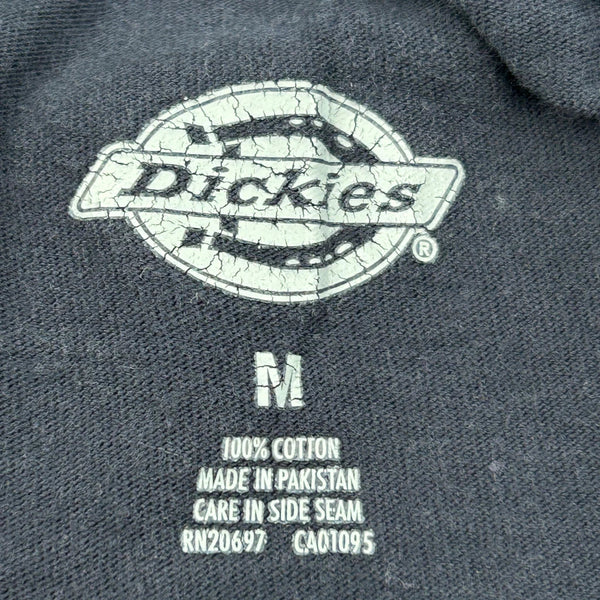 Dickies
®
M
100% COTTON
MADE IN PAKISTAN
CARE IN SIDE SEAM
RN20697 CA01095